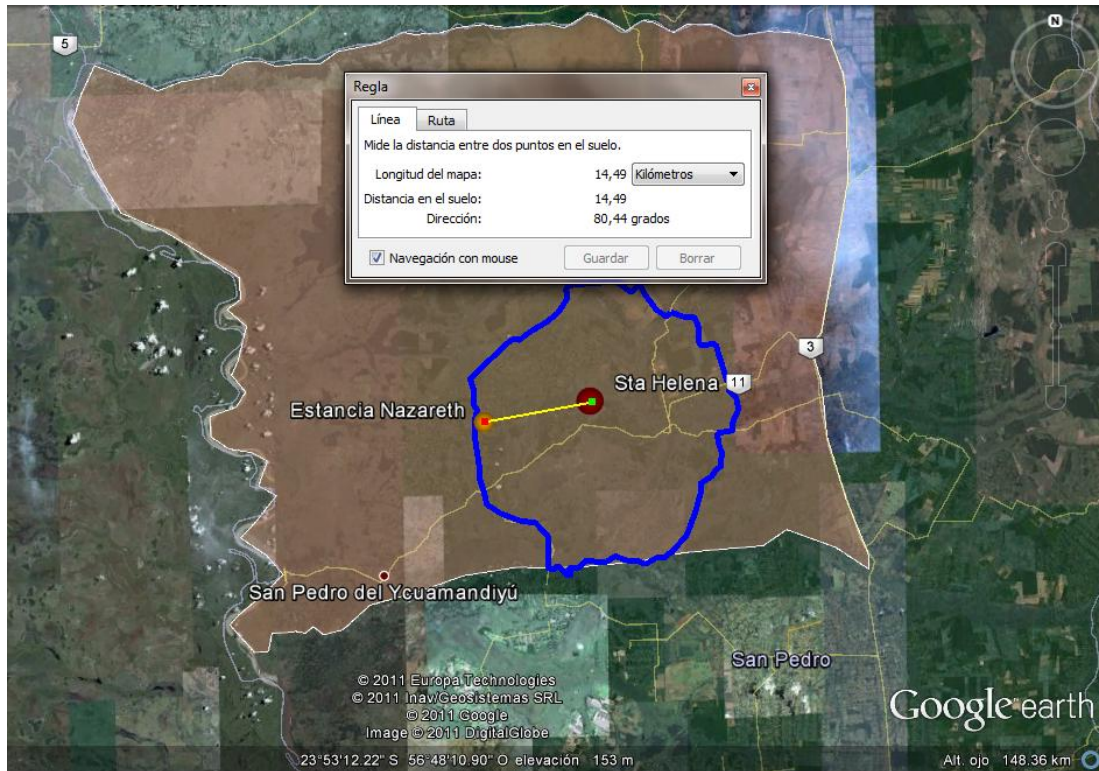 5
N
Regla
Línea
Ruta
Mide la distancia entre dos puntos en el suelo.
Longitud del mapa:
14,49
Kilómetros
Distancia en el suelo:
14,49
Dirección:
80,44 grados
Navegación con mouse
Guardar
Borrar
3
Sta Helena
11
Estancia Nazareth
San Pedro del Ycuamandiyú
San Pedro
© 2011 Europa Technologies
© 2011 Inav/Geosistemas SRL
© 2011 Google
Image © 2011 DigitalGlobe
Google earth
23°53'12.22" S 56°48'10.90" O elevación 153 m
Alt. ojo 148.36 km